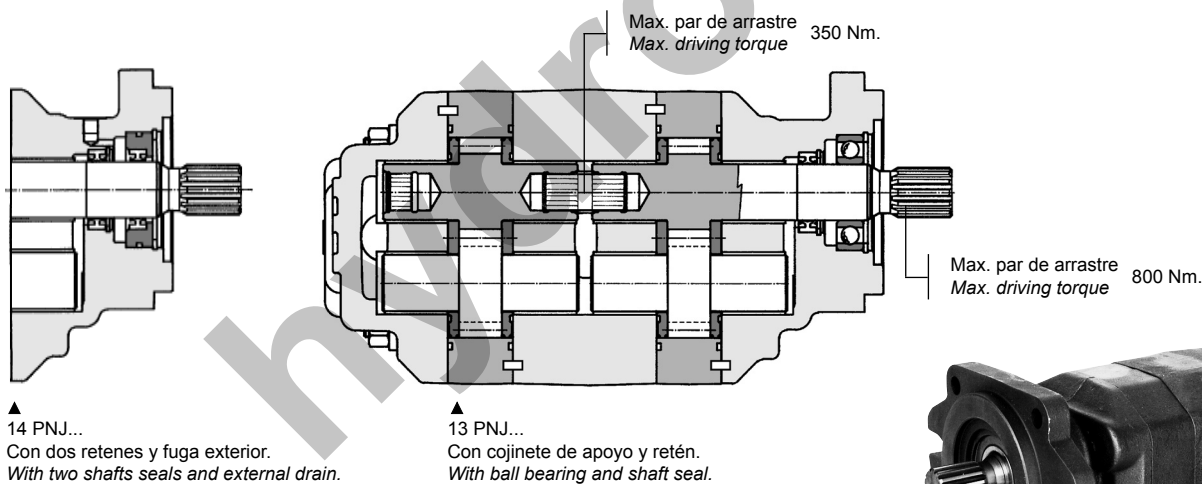 Max. par de arrastre
Max. driving torque
350 Nm.
Max. par de arrastre
Max. driving torque
800 Nm.
14 PNJ...
Con dos retenes y fuga exterior.
With two shafts seals and external drain.
13 PNJ...
Con cojinete de apoyo y retén.
With ball bearing and shaft seal.
hydro